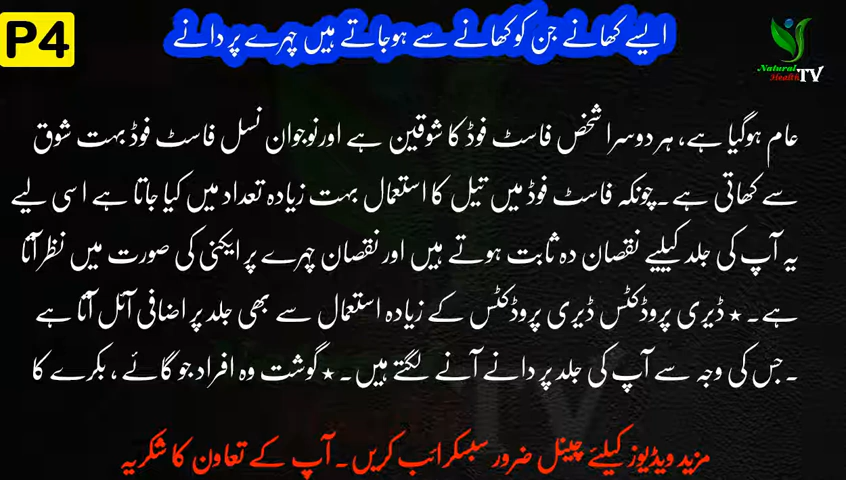 P4
ایسے کھانے جن کو کھانے سے ہوجاتے ہیں چہرے پر دانے
Natural
Health TV
عام ہوگیا ہے، ہر دوسرا شخص فاسٹ فوڈ کا شوقین ہے اور نوجوان نسل فاسٹ فوڈ بہت شوق
سے کھاتی ہے۔ چونکہ فاسٹ فوڈ میں تیل کا استعمال بہت زیادہ تعداد میں کیا جاتا ہے اسی لیے
یہ آپ کی جلد کیلیے نقصان دہ ثابت ہوتے ہیں اور نقصان چہرے پر ایکنی کی صورت میں نظر آتا
ہے۔ ٭ ڈیری پروڈکٹس ڈیری پروڈکٹس کے زیادہ استعمال سے بھی جلد پر اضافی آئل آتا ہے
۔ جس کی وجہ سے آپ کی جلد پر دانے آنے لگتے ہیں۔ ٭ گوشت وہ افراد جو گائے ، بکرے کا
مزید ویڈیوز کیلئے چینل ضرور سبسکرائب کریں۔ آپ کے تعاون کا شکریہ